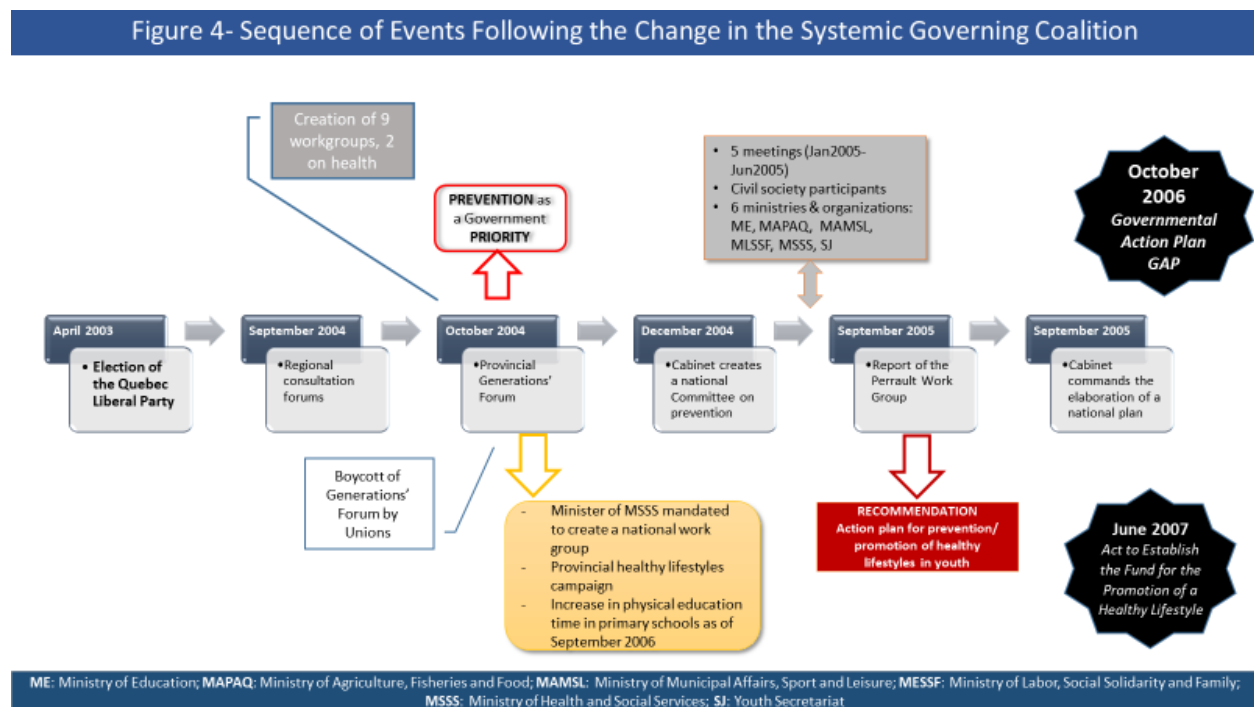 Figure 4- Sequence of Events Following the Change in the Systemic Governing Coalition
Creation of 9
workgroups, 2
on health
PREVENTION as
a Government
PRIORITY
• 5 meetings (Jan2005-
Jun2005)
• Civil society participants
• 6 ministries & organizations:
ME, MAPAQ, MAMSL,
MLSSF, MSSS, SJ
October
2006
Governmental
Action Plan
GAP
April 2003
• Election of
the Quebec
Liberal Party
September 2004
•Regional
consultation
forums
October 2004
•Provincial
Generations'
Forum
December 2004
•Cabinet creates
a national
Committee on
prevention
September 2005
•Report of the
Perrault Work
Group
September 2005
•Cabinet
commands the
elaboration of a
national plan
Boycott of
Generations'
Forum by
Unions
- Minister of MSSS mandated
to create a national work
group
- Provincial healthy lifestyles
campaign
- Increase in physical education
time in primary schools as of
September 2006
RECOMMENDATION
Action plan for prevention/
promotion of healthy
lifestyles in youth
June 2007
Act to Establish
the Fund for the
Promotion of a
Healthy Lifestyle
ME: Ministry of Education; MAPAQ: Ministry of Agriculture, Fisheries and Food; MAMSL: Ministry of Municipal Affairs, Sport and Leisure; MESSF: Ministry of Labor, Social Solidarity and Family;
MSSS: Ministry of Health and Social Services; SJ: Youth Secretariat